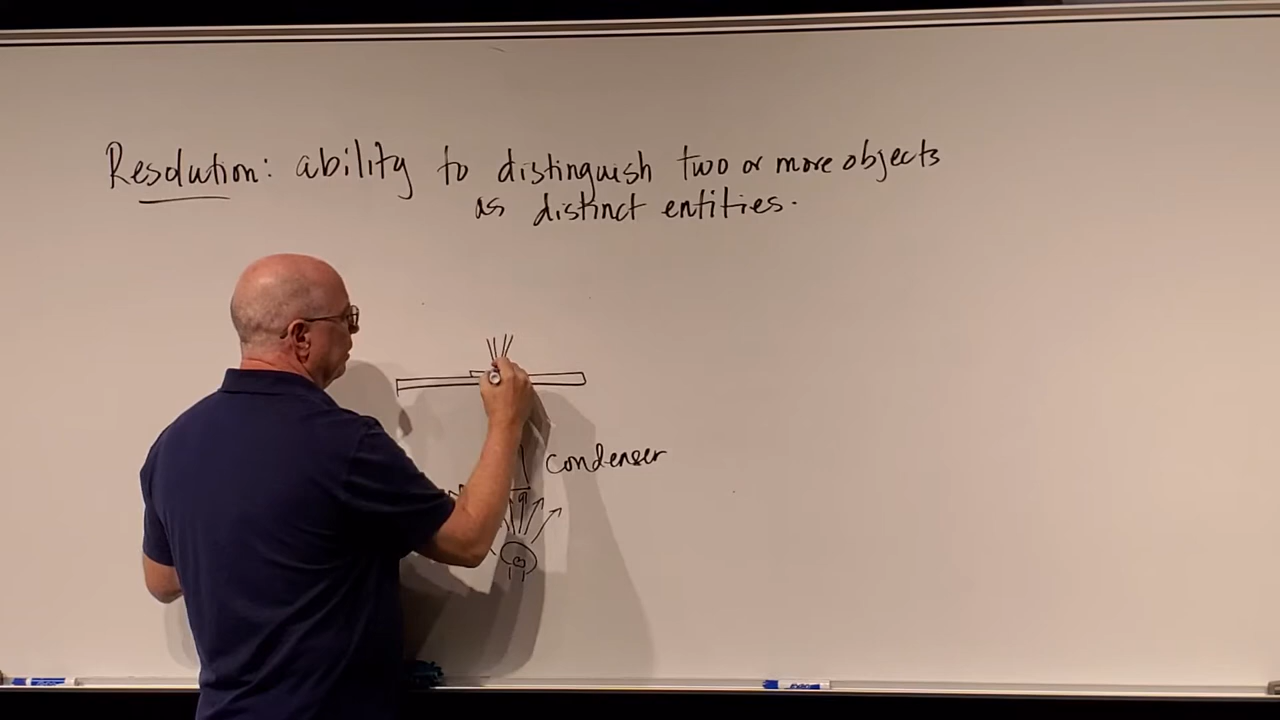 Resolution: ability to distinguish two or more objects
as distinct entities.
condenser